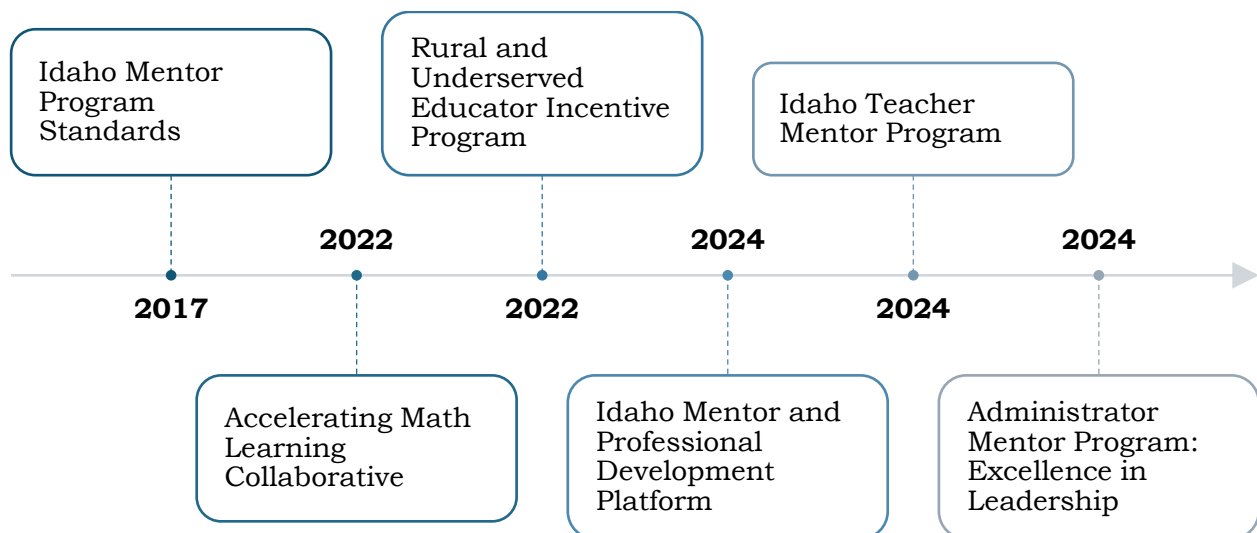 Idaho Mentor
Program
Standards
2017
2022
Accelerating Math
Learning
Collaborative
Rural and
Underserved
Educator Incentive
Program
2022
2024
Idaho Mentor and
Professional
Development
Platform
Idaho Teacher
Mentor Program
2024
2024
Administrator
Mentor Program:
Excellence in
Leadership